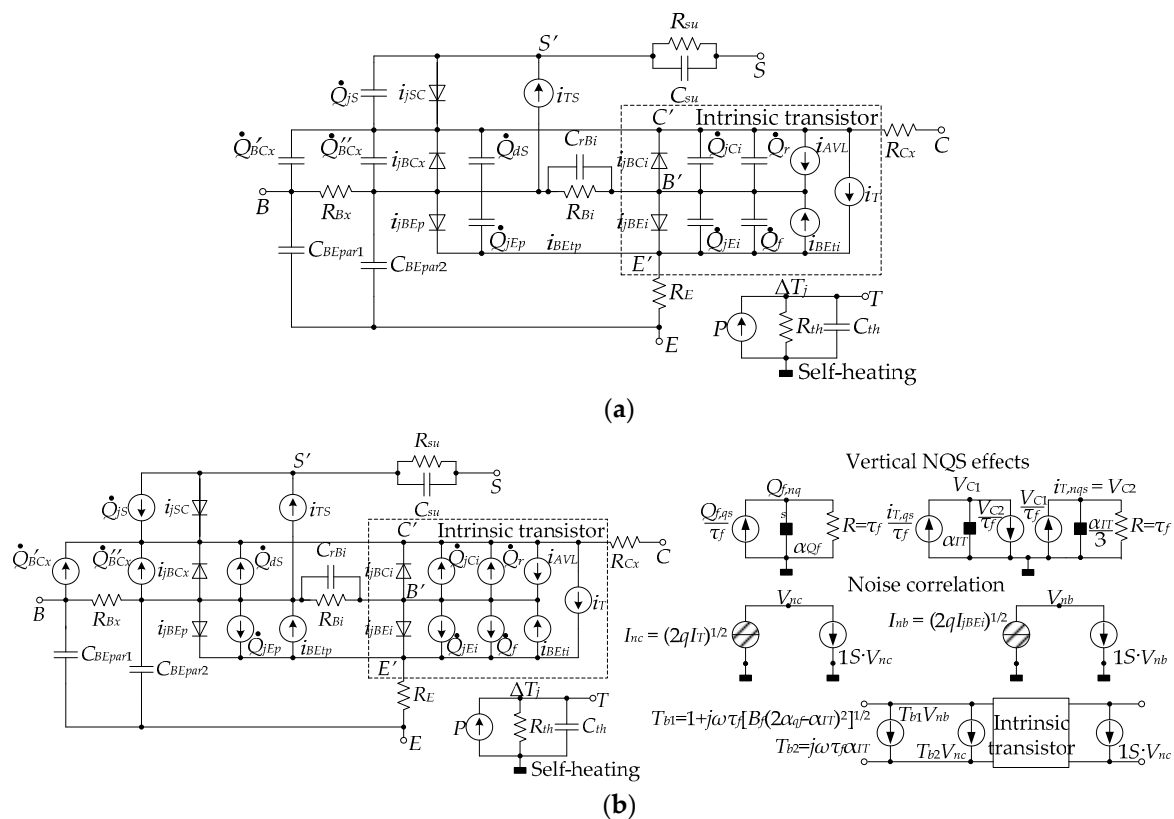 R_su
S′
S
C_su
Q̇_jS
i_jSC
i_TS
Intrinsic transistor
C′
Q̇′_BCx
Q̇″_BCx
i_jBCx
Q̇_dS
C_rBi
i_jBCi
Q̇_jCi
Q̇_r
i_AVL
R_Cx
C
B
R_Bx
R_Bi
B′
i_T
i_jBEp
Q̇_jEp
i_BEtp
i_jBEi
Q̇_jEi
Q̇_f
i_BEti
C_BEpar1
C_BEpar2
E′
R_E
E
ΔT_j
T
P
R_th
C_th
Self-heating
(a)
R_su
S′
S
C_su
Q̇_jS
i_jSC
i_TS
Intrinsic transistor
C′
Q̇′_BCx
Q̇″_BCx
i_jBCx
Q̇_dS
C_rBi
i_jBCi
Q̇_jCi
Q̇_r
i_AVL
R_Cx
C
B
R_Bx
R_Bi
B′
i_T
i_jBEp
Q̇_jEp
i_BEtp
i_jBEi
Q̇_jEi
Q̇_f
i_BEti
C_BEpar1
C_BEpar2
E′
R_E
E
ΔT_j
T
P
R_th
C_th
Self-heating
Vertical NQS effects
Q_f,nq
s
Q_f,qs
τ_f
α_Qf
R=τ_f
V_C1
i_T,nqs = V_C2
i_T,qs
τ_f
α_IT
V_C2
τ_f
V_C1
τ_f
α_IT
3
R=τ_f
Noise correlation
V_nc
I_nc = (2qI_T)^1/2
1S·V_nc
V_nb
I_nb = (2qI_jBEi)^1/2
1S·V_nb
T_b1=1+jωτ_f[B_f(2α_qf-α_IT)²]^1/2
T_b2=jωτ_fα_IT
T_b1V_nb
T_b2V_nc
Intrinsic
transistor
1S·V_nc
(b)